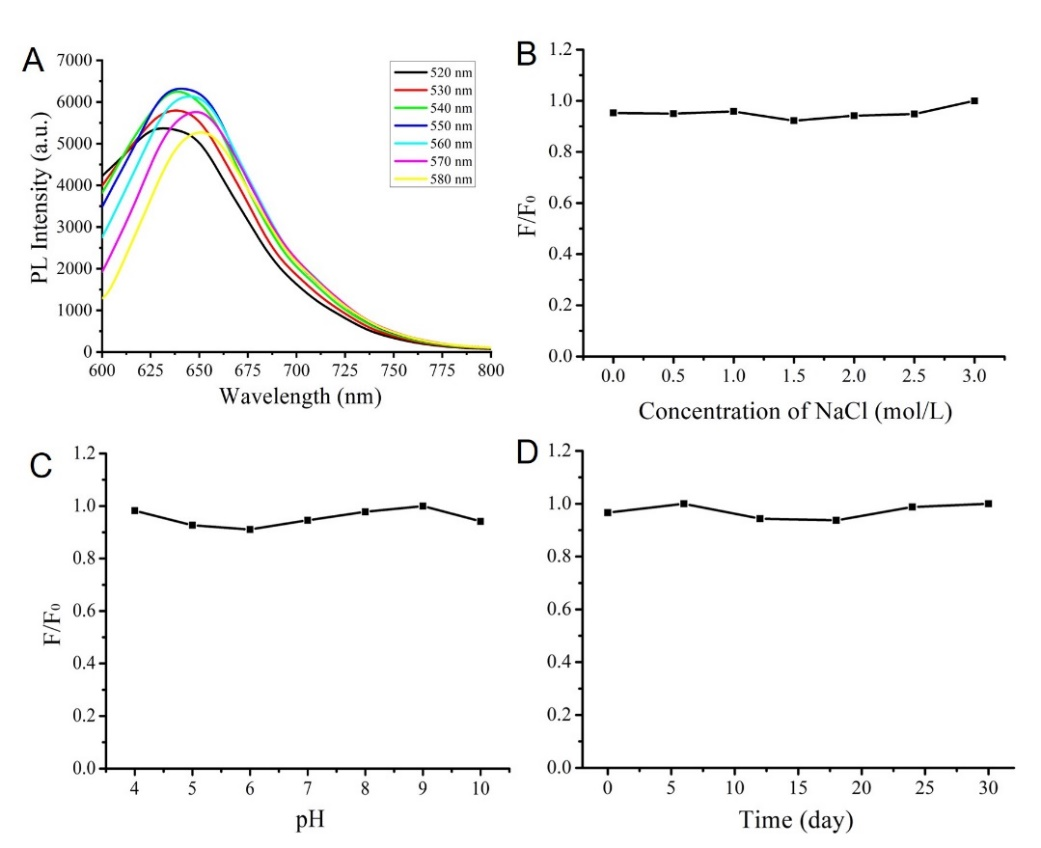 A
7000
6000
5000
4000
3000
2000
1000
0
PL Intensity (a.u.)
520 nm
530 nm
540 nm
550 nm
560 nm
570 nm
580 nm
600 625 650 675 700 725 750 775 800
Wavelength (nm)
B
1.2
1.0
0.8
0.6
0.4
0.2
0.0
F/F₀
0.0 0.5 1.0 1.5 2.0 2.5 3.0
Concentration of NaCl (mol/L)
C
1.2
1.0
0.8
0.6
0.4
0.2
0.0
F/F₀
4 5 6 7 8 9 10
pH
D
1.2
1.0
0.8
0.6
0.4
0.2
0.0
0 5 10 15 20 25 30
Time (day)